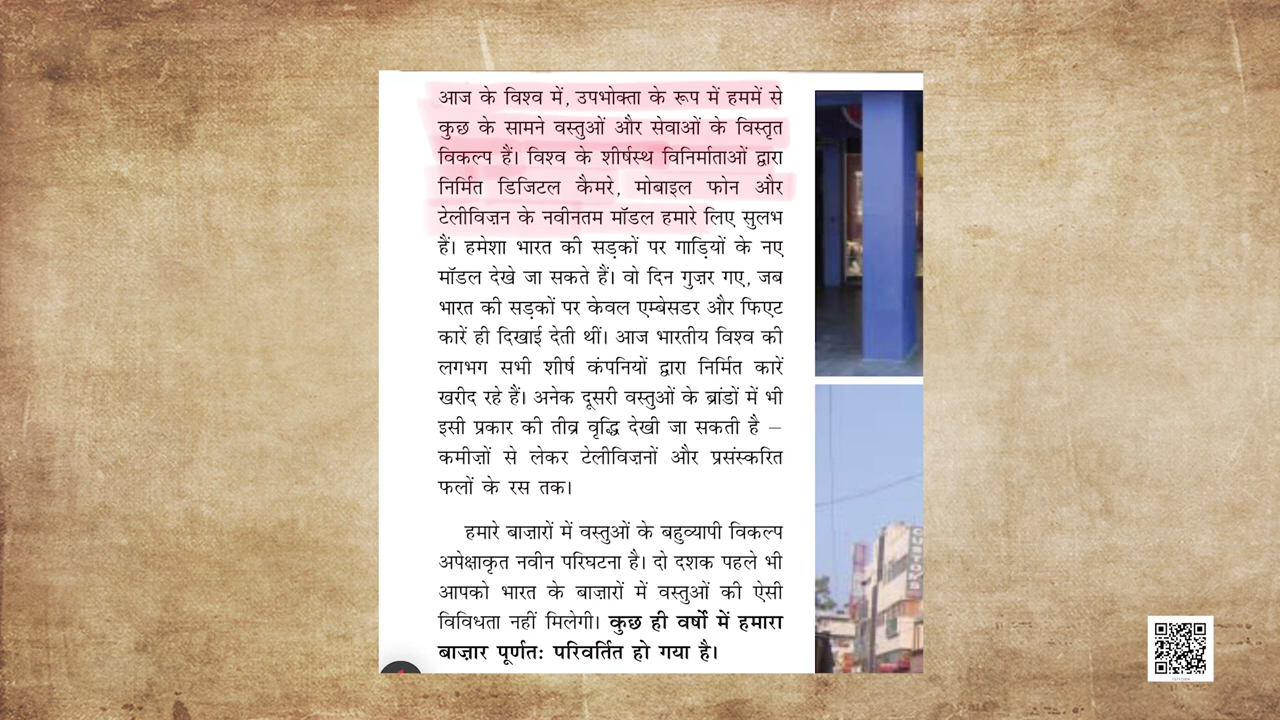 आज के विश्व में, उपभोक्ता के रूप में हममें से
कुछ के सामने वस्तुओं और सेवाओं के विस्तृत
विकल्प हैं। विश्व के शीर्षस्थ विनिर्माताओं द्वारा
निर्मित डिजिटल कैमरे, मोबाइल फोन और
टेलीविज़न के नवीनतम मॉडल हमारे लिए सुलभ
हैं। हमेशा भारत की सड़कों पर गाड़ियों के नए
मॉडल देखे जा सकते हैं। वो दिन गुज़र गए, जब
भारत की सड़कों पर केवल एम्बेसडर और फिएट
कारें ही दिखाई देती थीं। आज भारतीय विश्व की
लगभग सभी शीर्ष कंपनियों द्वारा निर्मित कारें
खरीद रहे हैं। अनेक दूसरी वस्तुओं के ब्रांडों में भी
इसी प्रकार की तीव्र वृद्धि देखी जा सकती है –
कमीज़ों से लेकर टेलीविज़नों और प्रसंस्करित
फलों के रस तक।
हमारे बाज़ारों में वस्तुओं के बहुव्यापी विकल्प
अपेक्षाकृत नवीन परिघटना है। दो दशक पहले भी
आपको भारत के बाज़ारों में वस्तुओं की ऐसी
विविधता नहीं मिलेगी। कुछ ही वर्षों में हमारा
बाज़ार पूर्णत: परिवर्तित हो गया है।
CUSTOMS